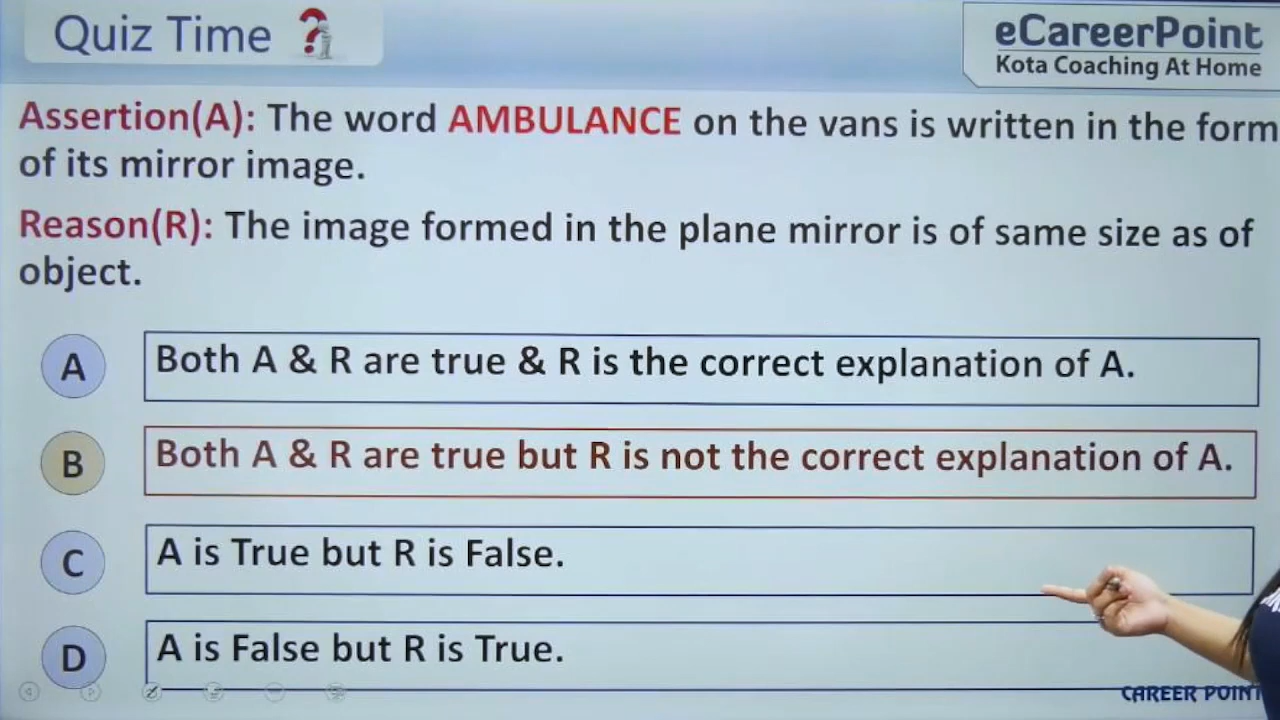 Quiz Time
eCareerPoint
Kota Coaching At Home
Assertion(A): The word AMBULANCE on the vans is written in the form
of its mirror image.
Reason(R): The image formed in the plane mirror is of same size as of
object.
A Both A & R are true & R is the correct explanation of A.
B Both A & R are true but R is not the correct explanation of A.
C A is True but R is False.
D A is False but R is True.
CAREER POINT